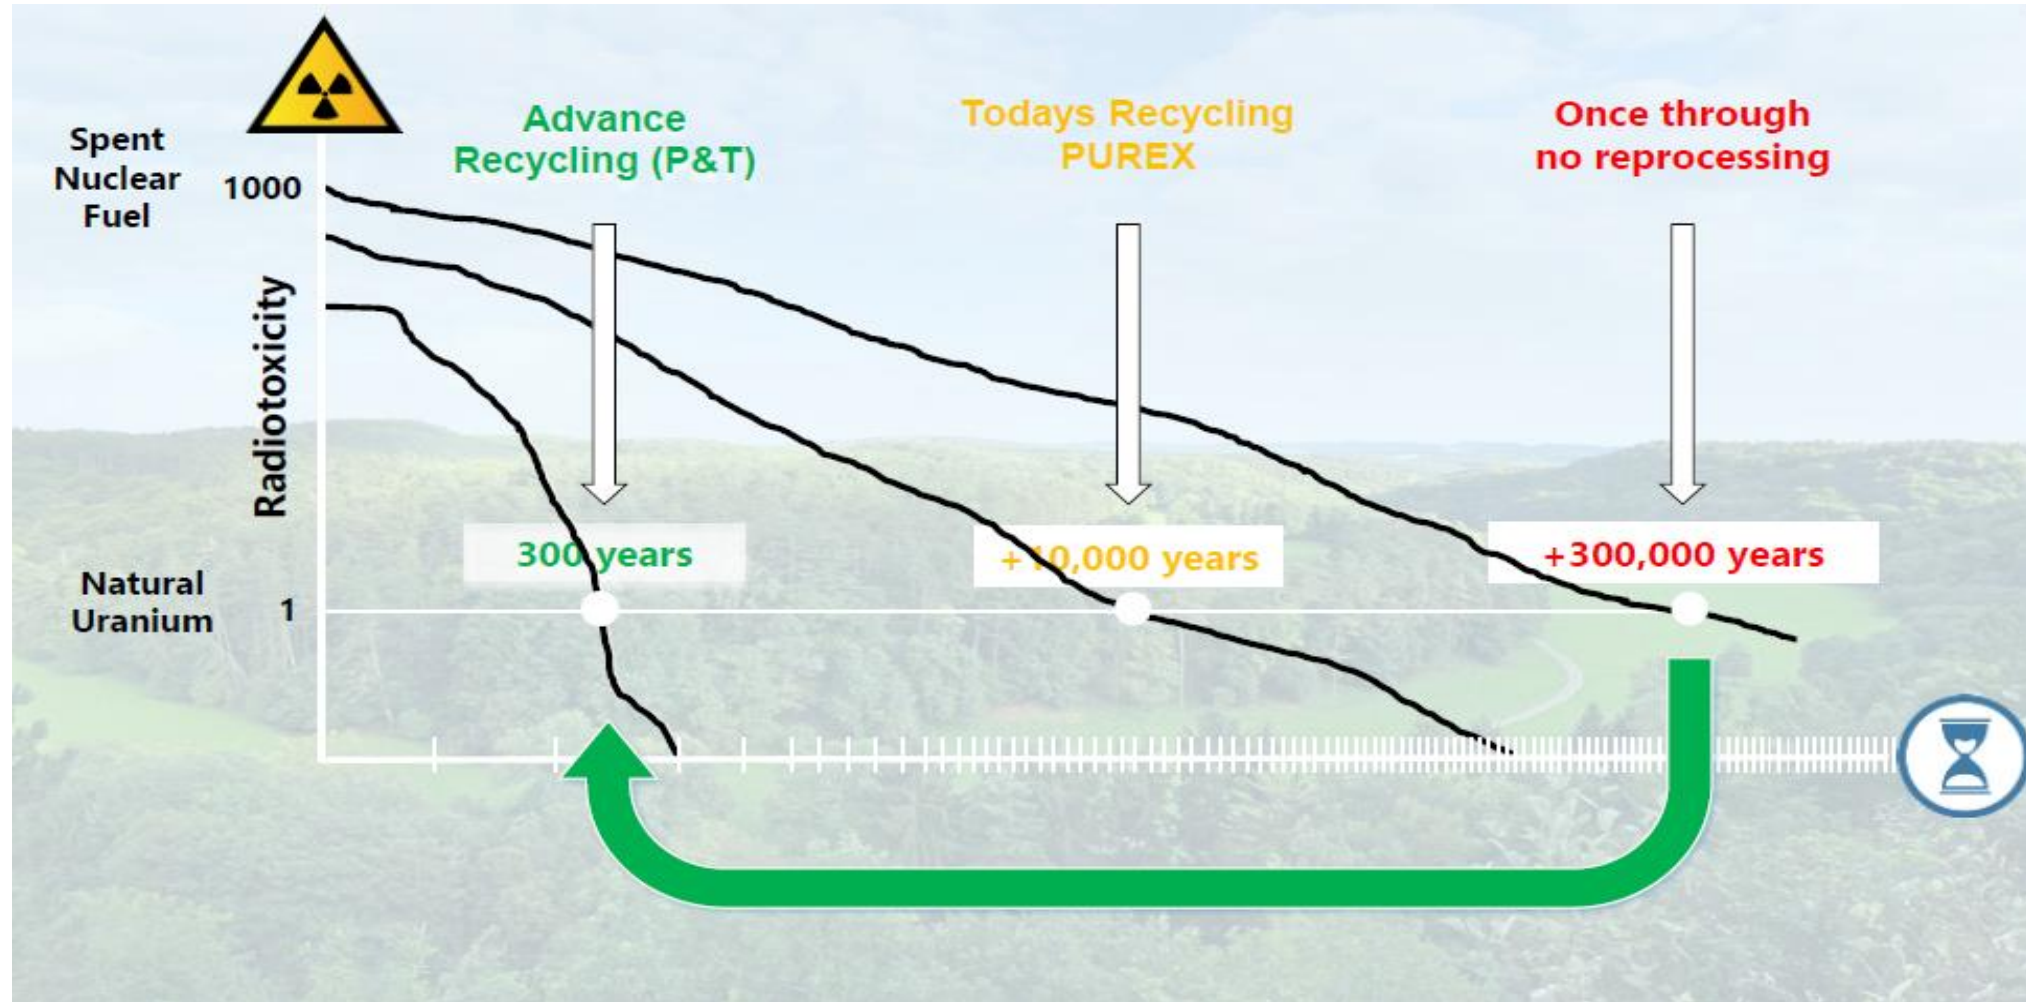 Spent
Nuclear
Fuel
1000
Advance
Recycling (P&T)
Todays Recycling
PUREX
Once through
no reprocessing
Radiotoxicity
300 years
+10,000 years
+300,000 years
Natural
Uranium
1